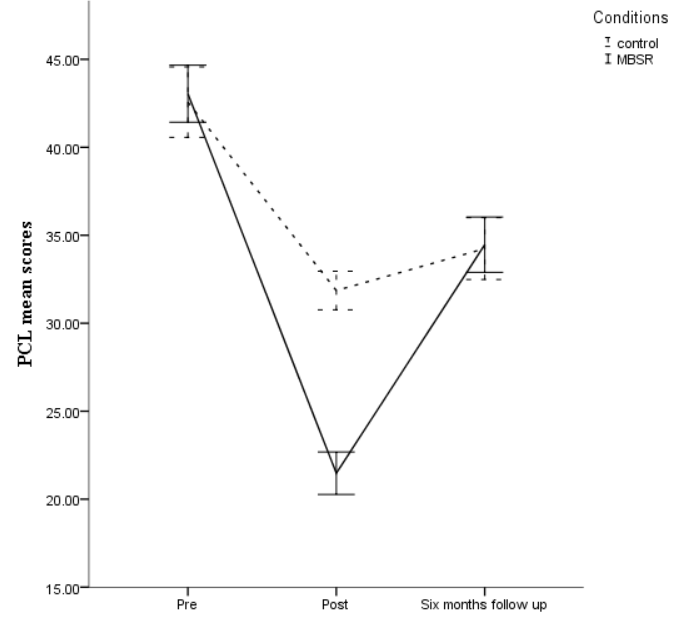 Conditions
control
MBSR
45.00
40.00
35.00
30.00
25.00
20.00
15.00
PCL mean scores
Pre
Post
Six months follow up